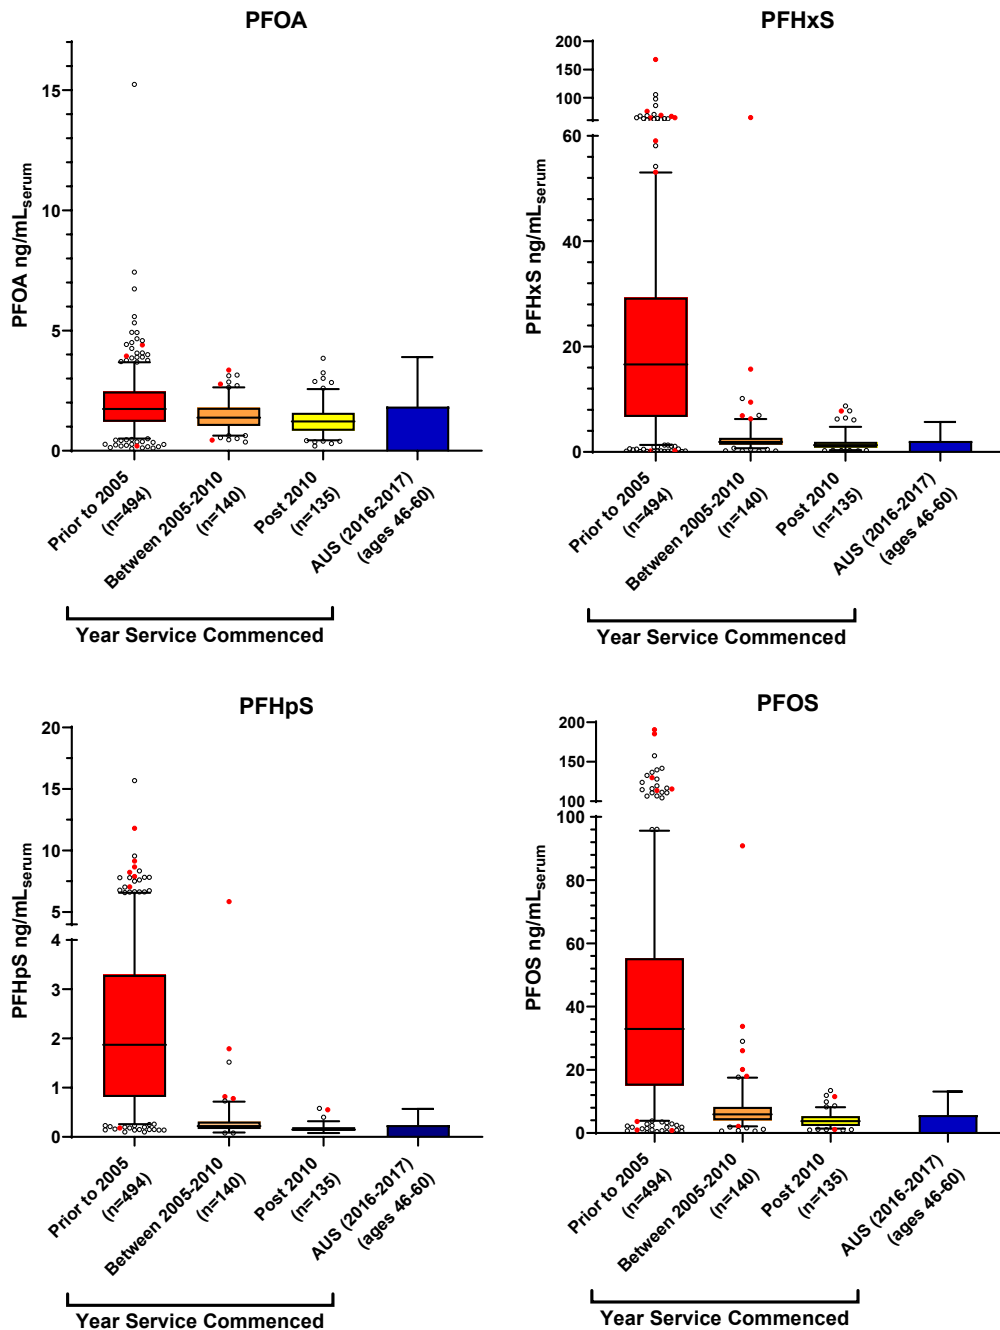 PFOA
PFOA ng/mLserum
15
10
5
0
Prior to 2005
(n=494)
Between 2005-2010
(n=140)
Post 2010
(n=135)
AUS (2016-2017)
(ages 46-60)
Year Service Commenced
PFHxS
PFHxS ng/mLserum
200
150
100
60
40
20
0
Prior to 2005
(n=494)
Between 2005-2010
(n=140)
Post 2010
(n=135)
AUS (2016-2017)
(ages 46-60)
Year Service Commenced
PFHpS
PFHpS ng/mLserum
20
15
10
5
4
3
2
1
0
Prior to 2005
(n=494)
Between 2005-2010
(n=140)
Post 2010
(n=135)
AUS (2016-2017)
(ages 46-60)
Year Service Commenced
PFOS
PFOS ng/mLserum
200
150
100
100
80
60
40
20
0
Prior to 2005
(n=494)
Between 2005-2010
(n=140)
Post 2010
(n=135)
AUS (2016-2017)
(ages 46-60)
Year Service Commenced